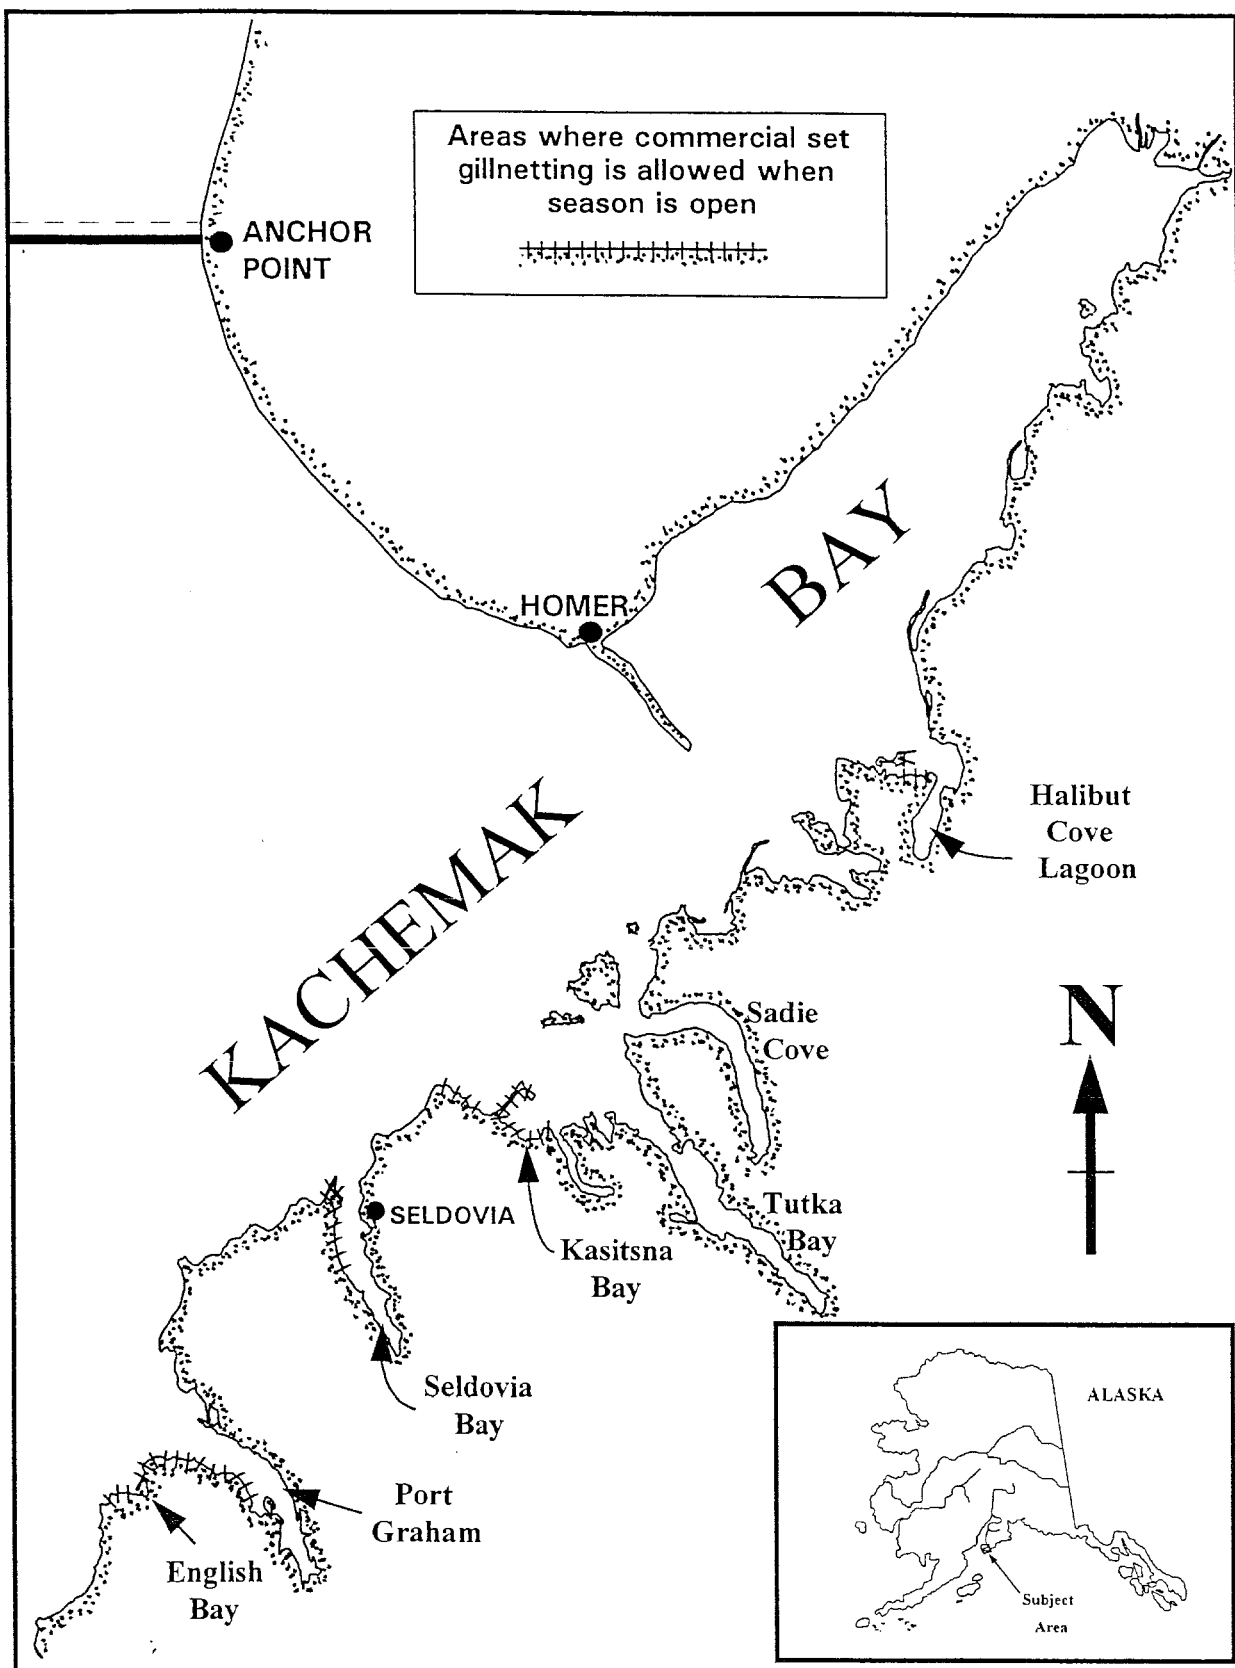 Areas where commercial set
gillnetting is allowed when
season is open
ANCHOR
POINT
HOMER
KACHEMAK
BAY
Halibut
Cove
Lagoon
Sadie
Cove
N
SELDOVIA
Kasitsna
Bay
Tutka
Bay
Seldovia
Bay
Port
Graham
English
Bay
ALASKA
Subject
Area